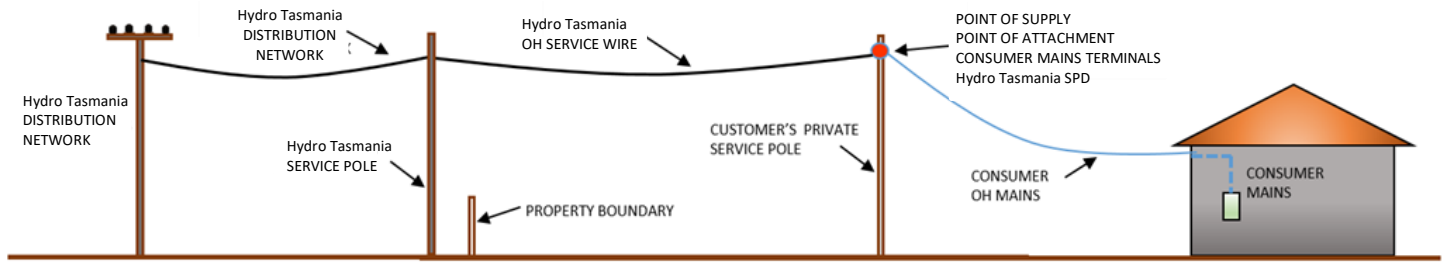 Hydro Tasmania
DISTRIBUTION
NETWORK
Hydro Tasmania
DISTRIBUTION
NETWORK
Hydro Tasmania
OH SERVICE WIRE
POINT OF SUPPLY
POINT OF ATTACHMENT
CONSUMER MAINS TERMINALS
Hydro Tasmania SPD
Hydro Tasmania
SERVICE POLE
PROPERTY BOUNDARY
CUSTOMER'S PRIVATE
SERVICE POLE
CONSUMER
OH MAINS
CONSUMER
MAINS